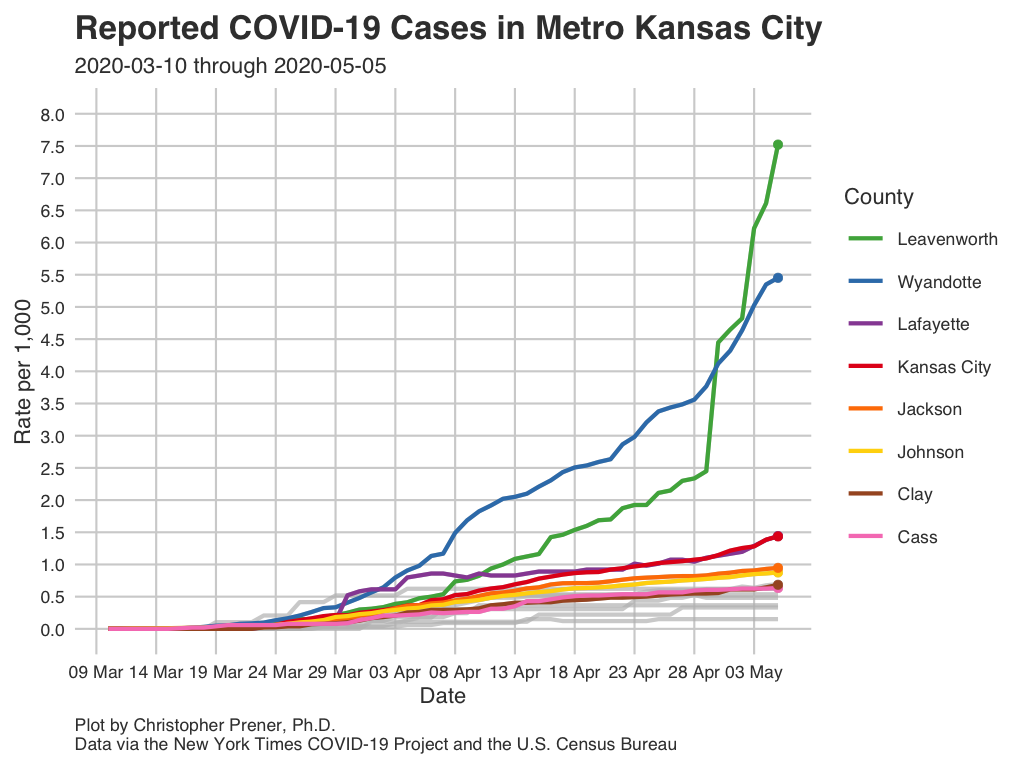 Reported COVID-19 Cases in Metro Kansas City
2020-03-10 through 2020-05-05
8.0
7.5
7.0
6.5
6.0
5.5
5.0
4.5
4.0
3.5
3.0
2.5
2.0
1.5
1.0
0.5
0.0
Rate per 1,000
09 Mar 14 Mar 19 Mar 24 Mar 29 Mar 03 Apr 08 Apr 13 Apr 18 Apr 23 Apr 28 Apr 03 May
Date
County
Leavenworth
Wyandotte
Lafayette
Kansas City
Jackson
Johnson
Clay
Cass
Plot by Christopher Prener, Ph.D.
Data via the New York Times COVID-19 Project and the U.S. Census Bureau